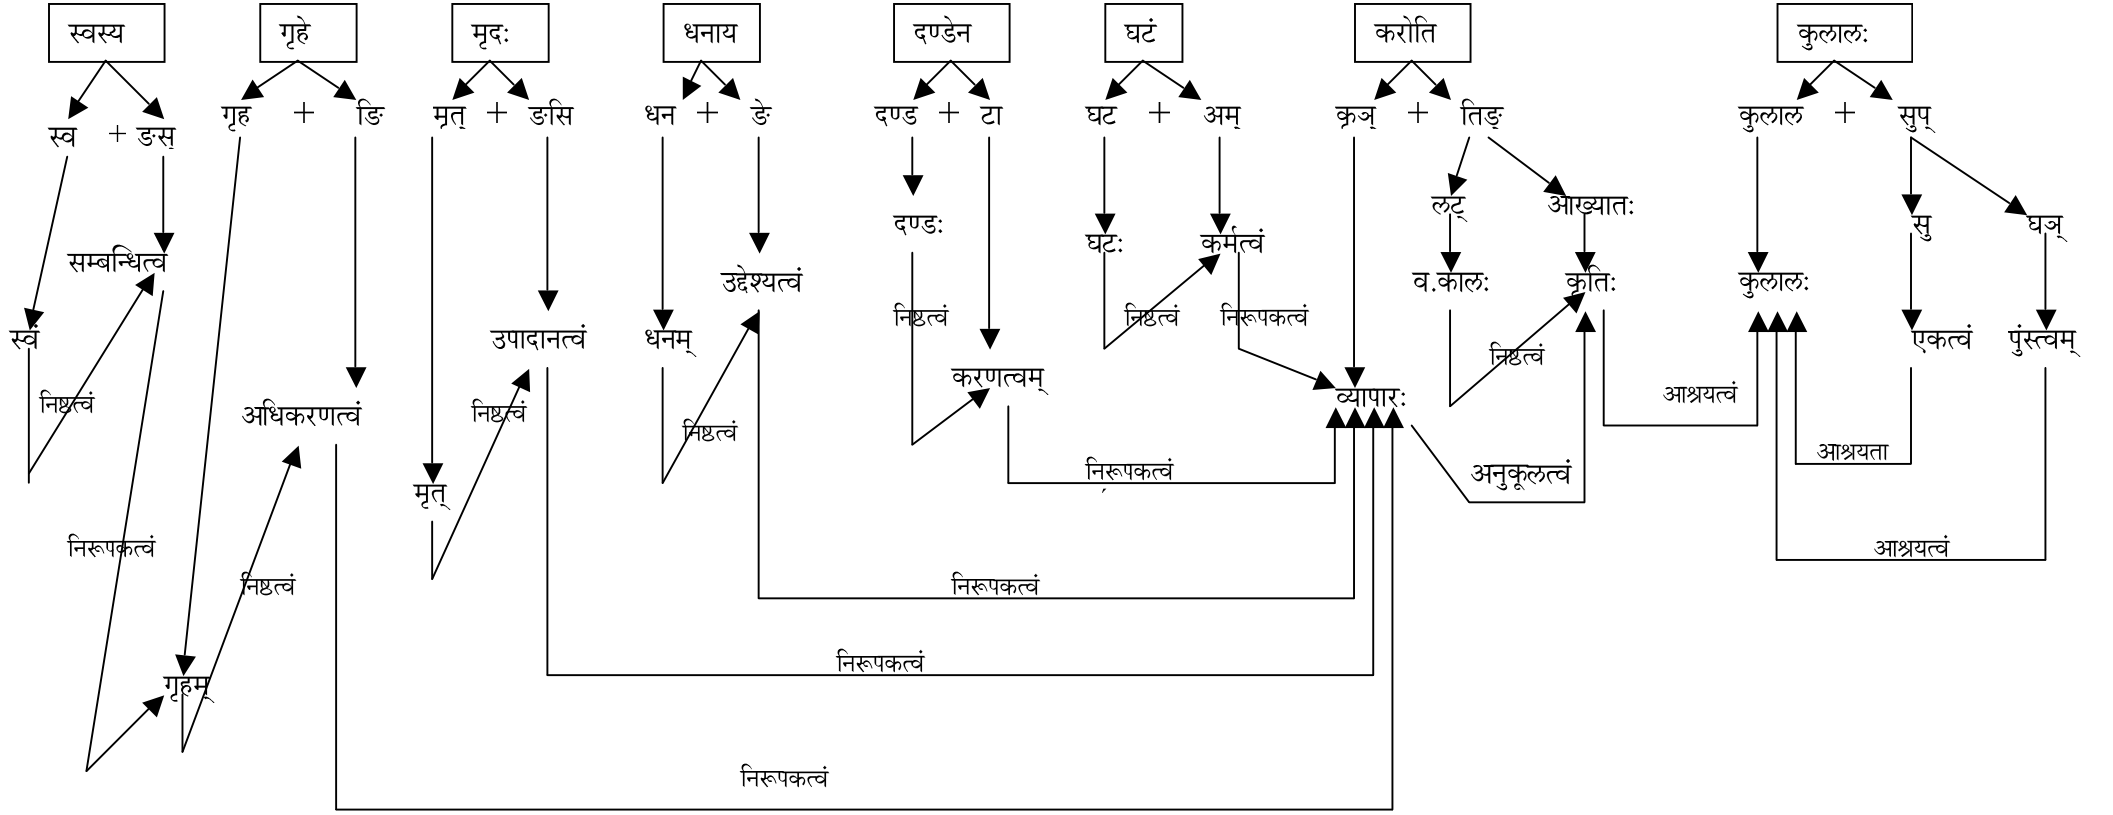 स्वस्य गृहे मृदः धनाय दण्डेन घटं करोति कुलालः
स्व + ङस् गृह + ङि मृत् + ङसि धन + ङे दण्ड + टा घट + अम् कृञ् + तिङ् कुलाल + सुप्
लट् आख्यातः
दण्डः सु घञ्
सम्बन्धित्वं घटः कर्मत्वं
उद्देश्यत्वं व.कालः कृतिः कुलालः
निष्ठत्वं निष्ठत्वं निरूपकत्वं
स्वं उपादानत्वं धनम् निष्ठत्वं एकत्वं पुंस्त्वम्
करणत्वम्
निष्ठत्वं व्यापारः आश्रयत्वं
अधिकरणत्वं निष्ठत्वं
निष्ठत्वं आश्रयता
निरूपकत्वं अनुकूलत्वं
मृत्
निरूपकत्वं आश्रयत्वं
निष्ठत्वं निरूपकत्वं
निरूपकत्वं
गृहम्
निरूपकत्वं